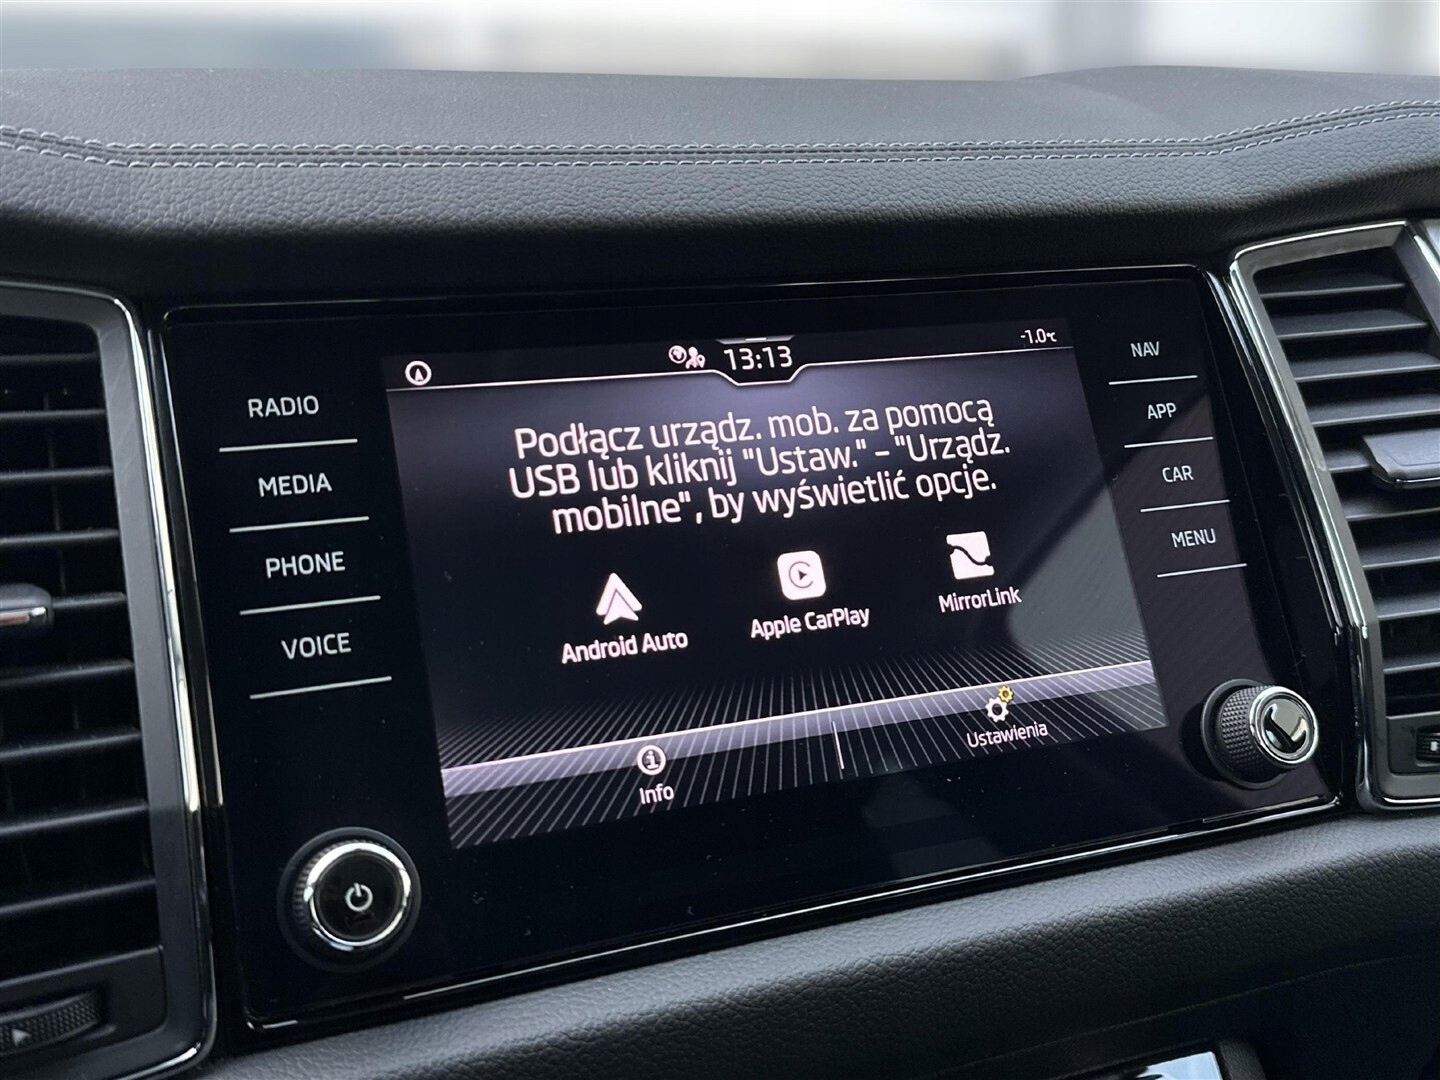 13:13
-1.0°C
Podłącz urządz. mob. za pomocą
USB lub kliknij "Ustaw." – "Urządz.
mobilne", by wyświetlić opcje.
Android Auto
Apple CarPlay
MirrorLink
Info
Ustawienia
RADIO
MEDIA
PHONE
VOICE
NAV
APP
CAR
MENU